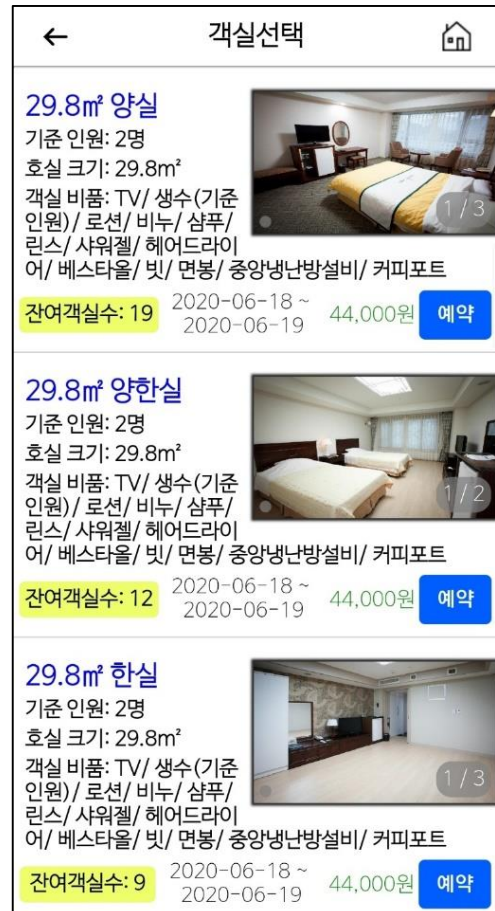 객실선택
29.8㎡ 양실
기준 인원: 2명
호실 크기: 29.8m²
객실 비품: TV/ 생수(기준
인원)/ 로션/ 비누/ 샴푸/
린스/ 샤워젤/ 헤어드라이
어/ 베스타올/ 빗/ 면봉/ 중앙냉난방설비/ 커피포트
1/3
잔여객실수: 19
2020-06-18 ~
2020-06-19
44,000원
예약
29.8㎡ 양한실
기준 인원: 2명
호실 크기: 29.8m²
객실 비품: TV/ 생수(기준
인원)/ 로션/ 비누/ 샴푸/
린스/ 샤워젤/ 헤어드라이
어/ 베스타올/ 빗/ 면봉/ 중앙냉난방설비/ 커피포트
1/2
잔여객실수: 12
2020-06-18 ~
2020-06-19
44,000원
예약
29.8㎡ 한실
기준 인원: 2명
호실 크기: 29.8m²
객실 비품: TV/ 생수(기준
인원)/ 로션/ 비누/ 샴푸/
린스/ 샤워젤/ 헤어드라이
어/ 베스타올/ 빗/ 면봉/ 중앙냉난방설비/ 커피포트
1/3
잔여객실수: 9
2020-06-18 ~
2020-06-19
44,000원
예약